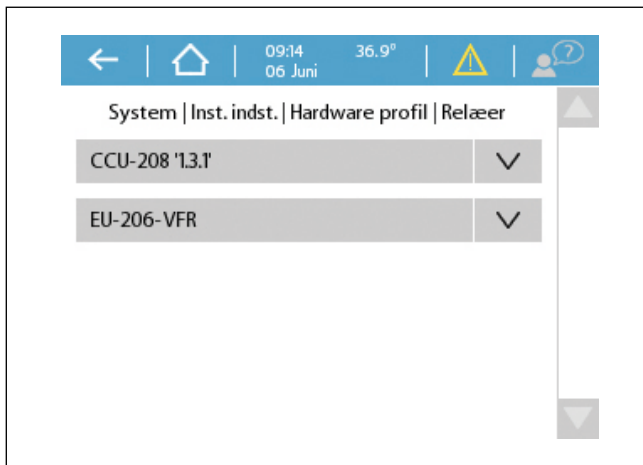 09:14 36.9°
06 Juni
?
System | Inst. indst. | Hardware profil | Relæer
CCU-208 '1.3.1'
EU-206-VFR